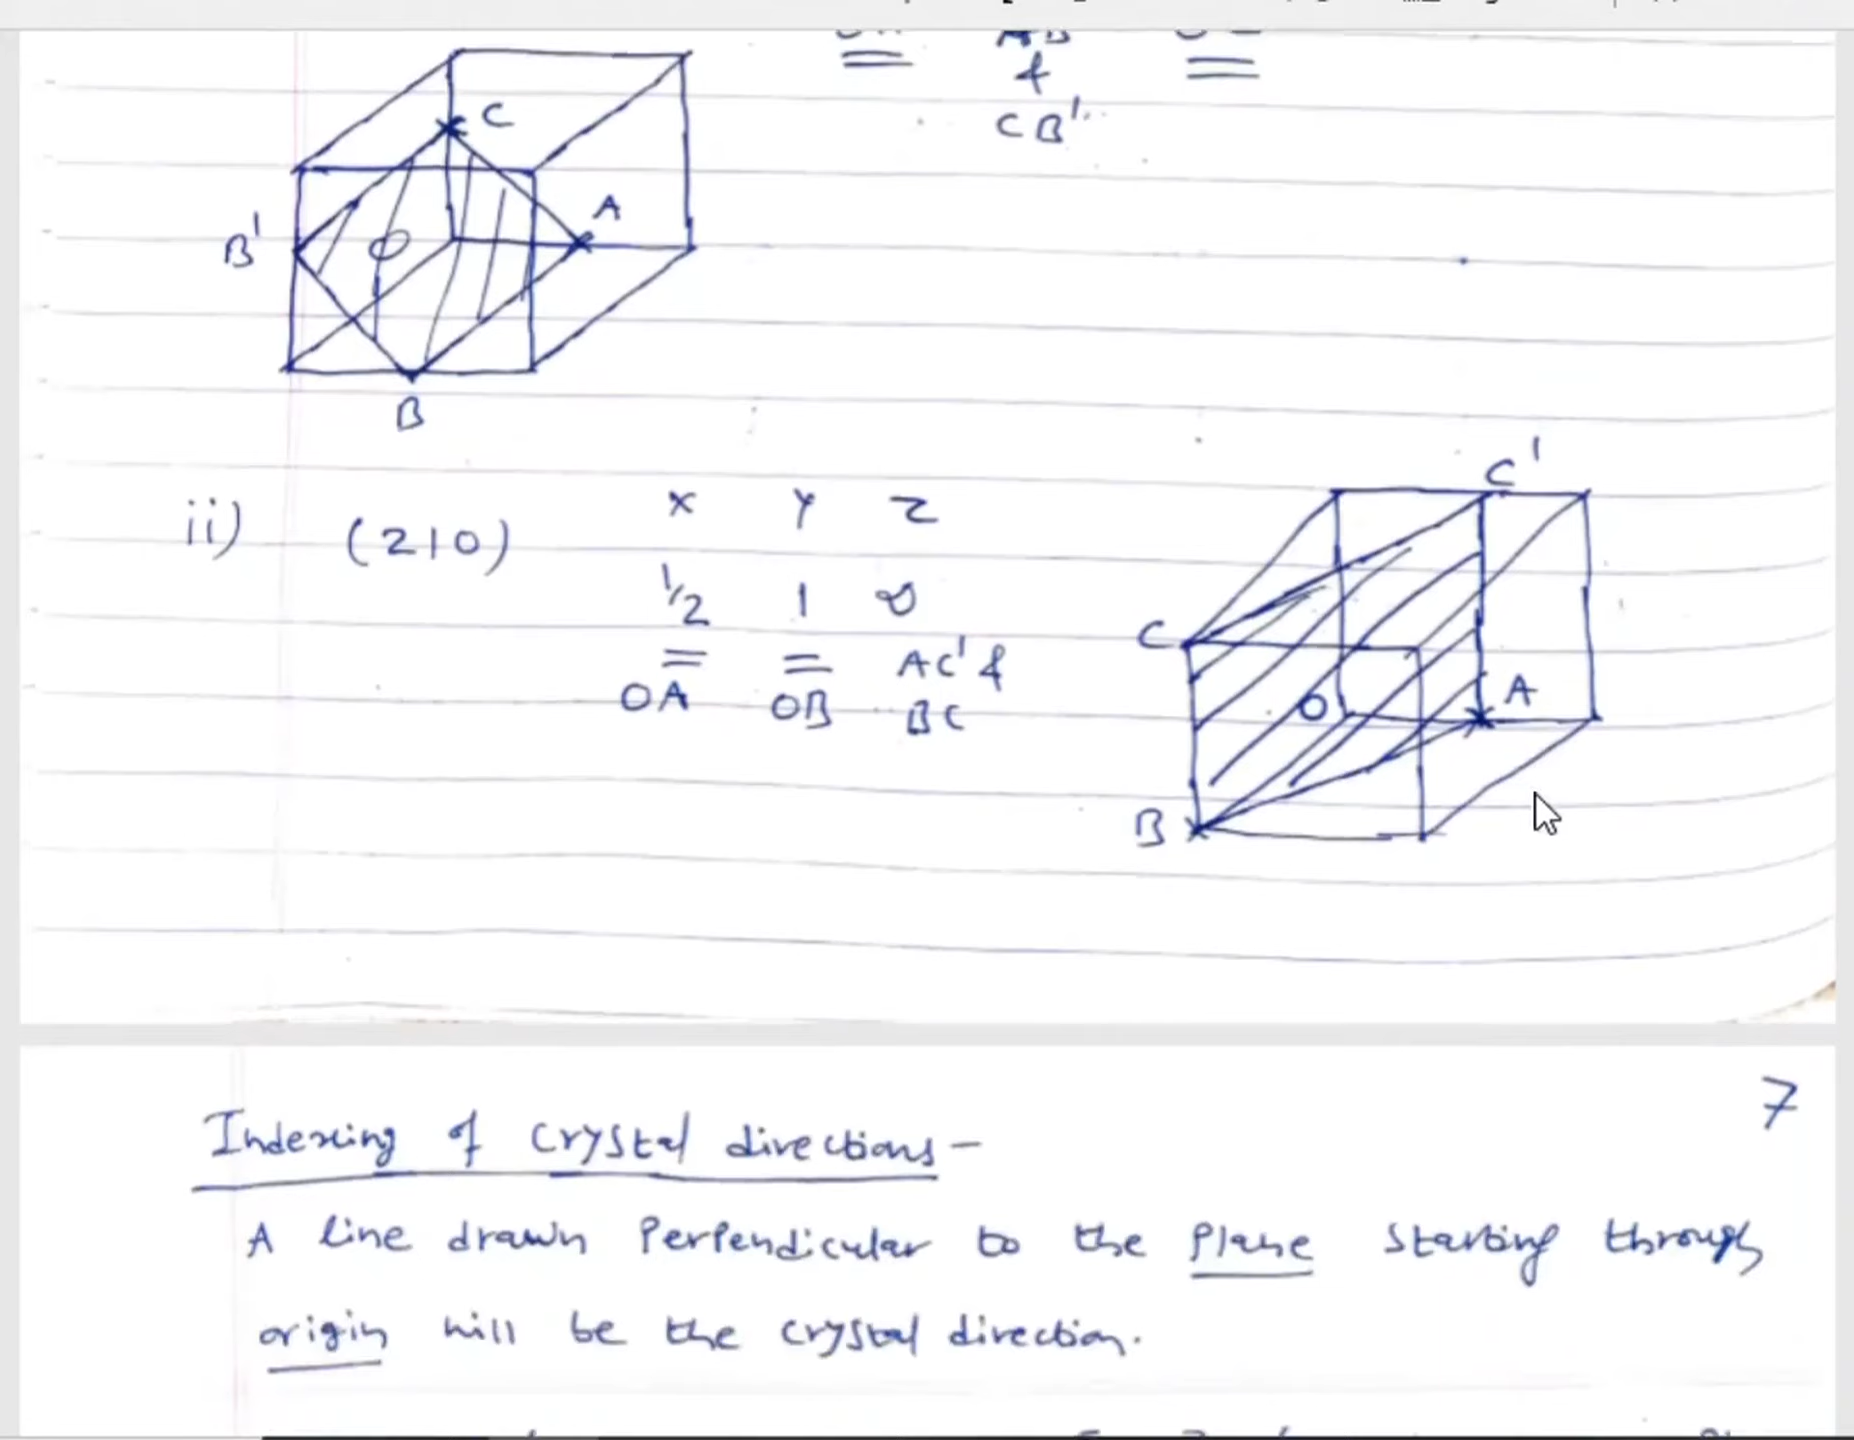 &
CB'
C
A
B'
O
B
C'
ii) (210) X Y Z
1/2 1 ∞
C
= = AC' &
OA OB BC
O A
B
7
Indexing of crystal directions -
A line drawn Perpendicular to the Plane starting through
origin will be the crystal direction.